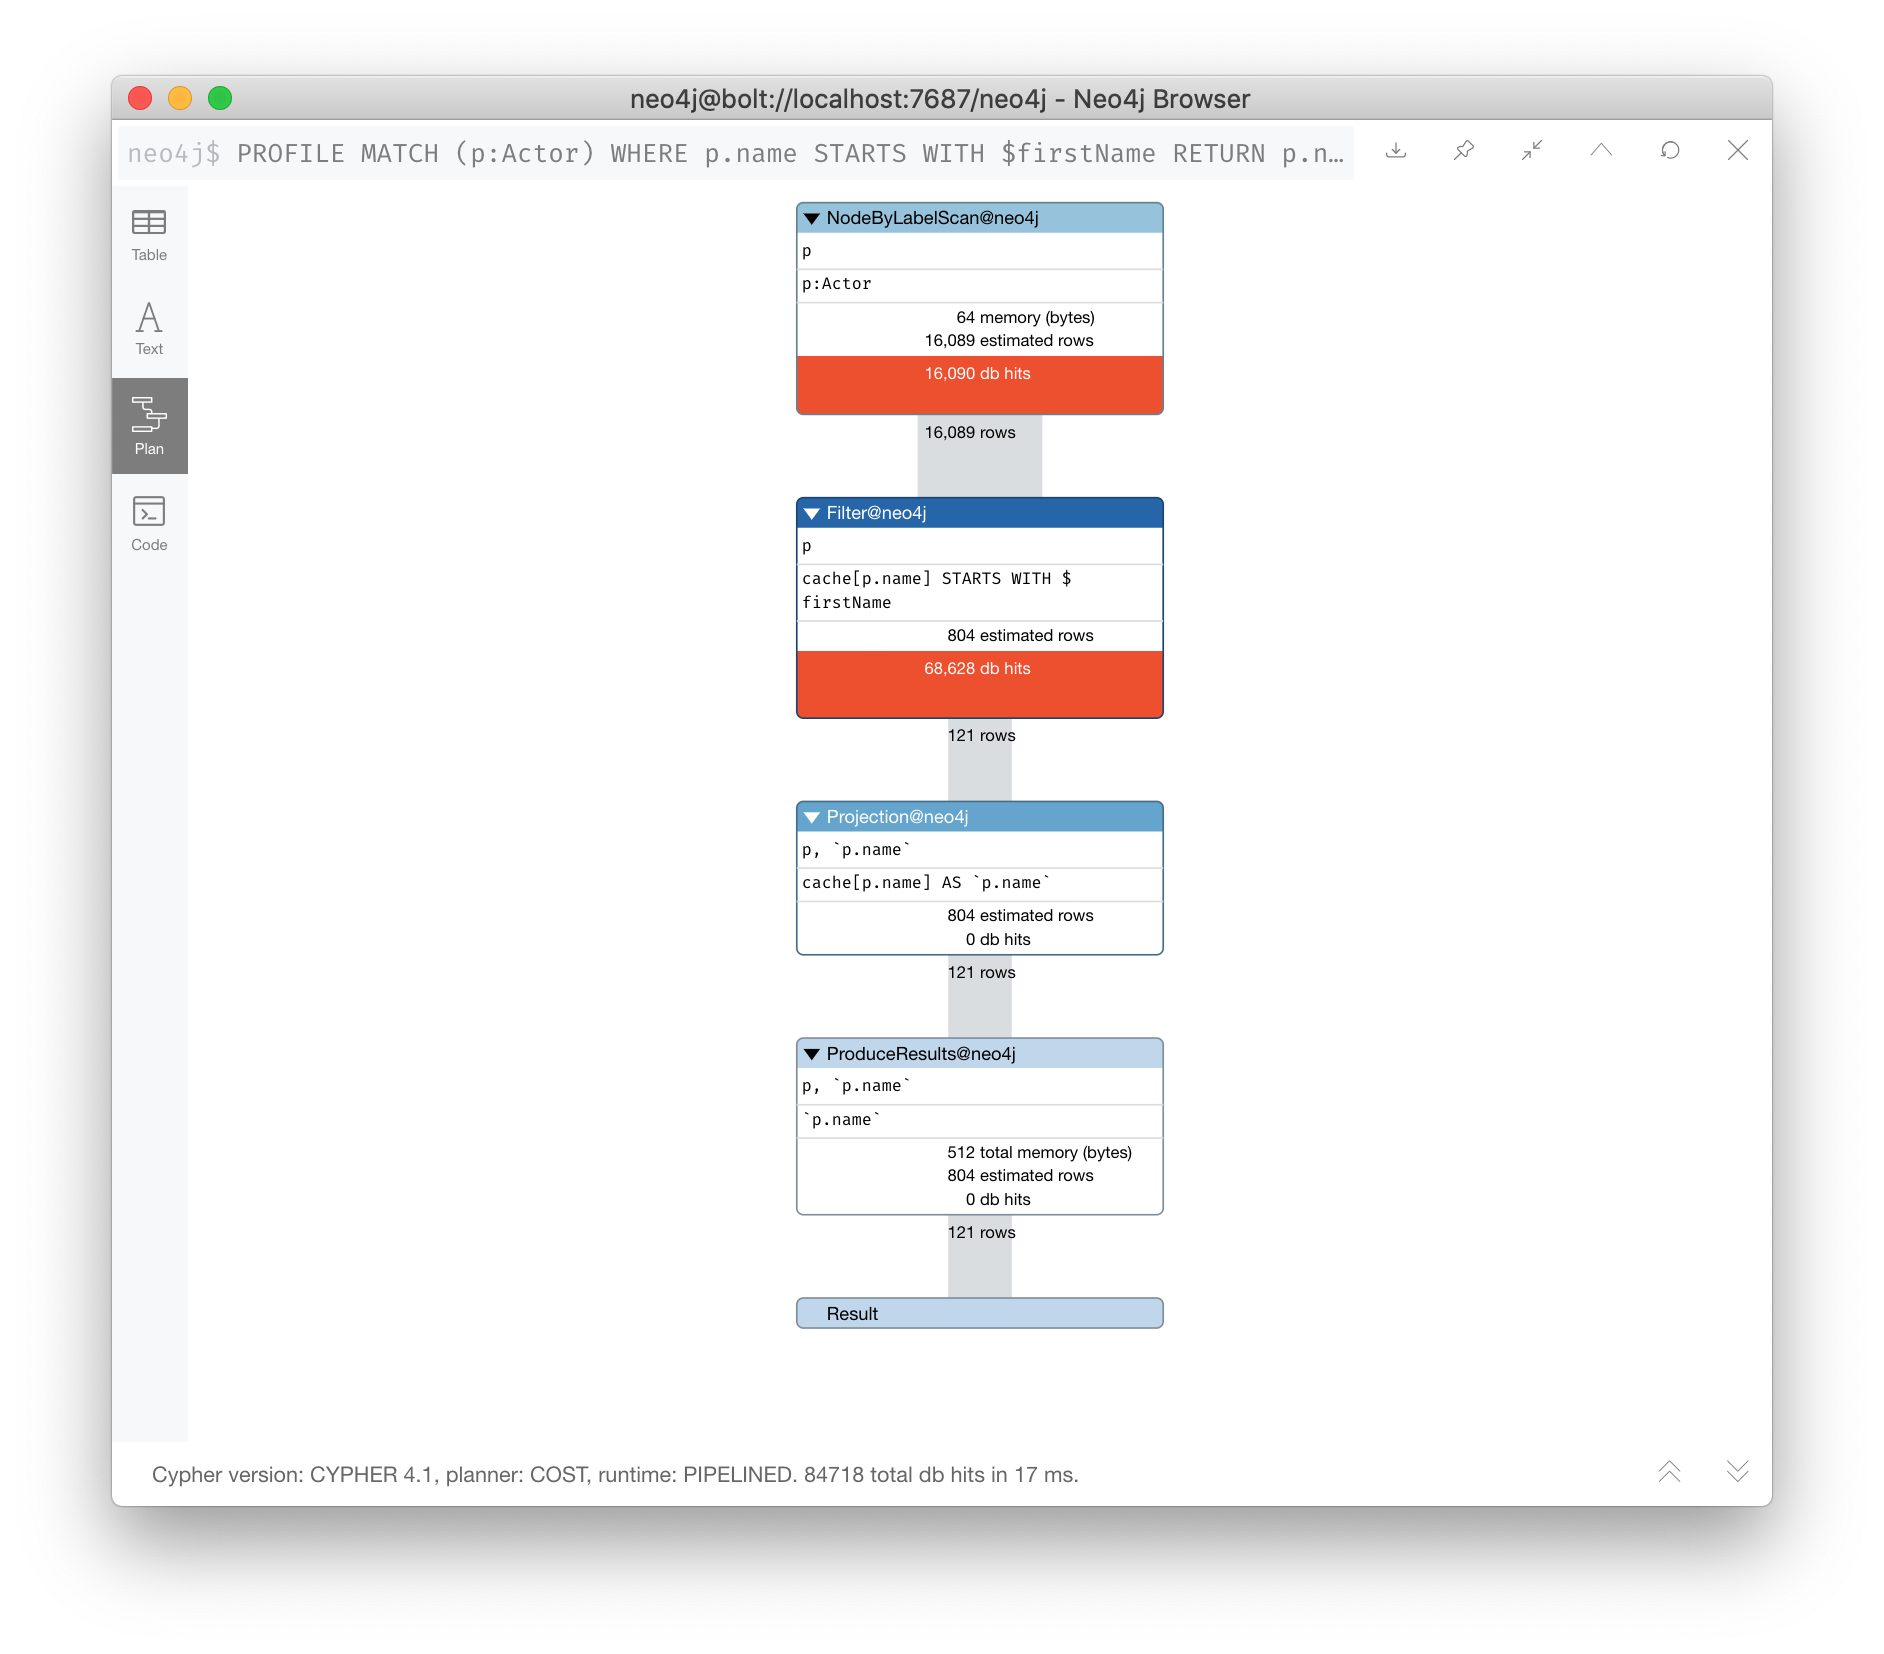 neo4j@bolt://localhost:7687/neo4j - Neo4j Browser
neo4j$ PROFILE MATCH (p:Actor) WHERE p.name STARTS WITH $firstName RETURN p.n…
Table
Text
Plan
Code
NodeByLabelScan@neo4j
p
p:Actor
64 memory (bytes)
16,089 estimated rows
16,090 db hits
16,089 rows
Filter@neo4j
p
cache[p.name] STARTS WITH $
firstName
804 estimated rows
68,628 db hits
121 rows
Projection@neo4j
p, `p.name`
cache[p.name] AS `p.name`
804 estimated rows
0 db hits
121 rows
ProduceResults@neo4j
p, `p.name`
`p.name`
512 total memory (bytes)
804 estimated rows
0 db hits
121 rows
Result
Cypher version: CYPHER 4.1, planner: COST, runtime: PIPELINED. 84718 total db hits in 17 ms.